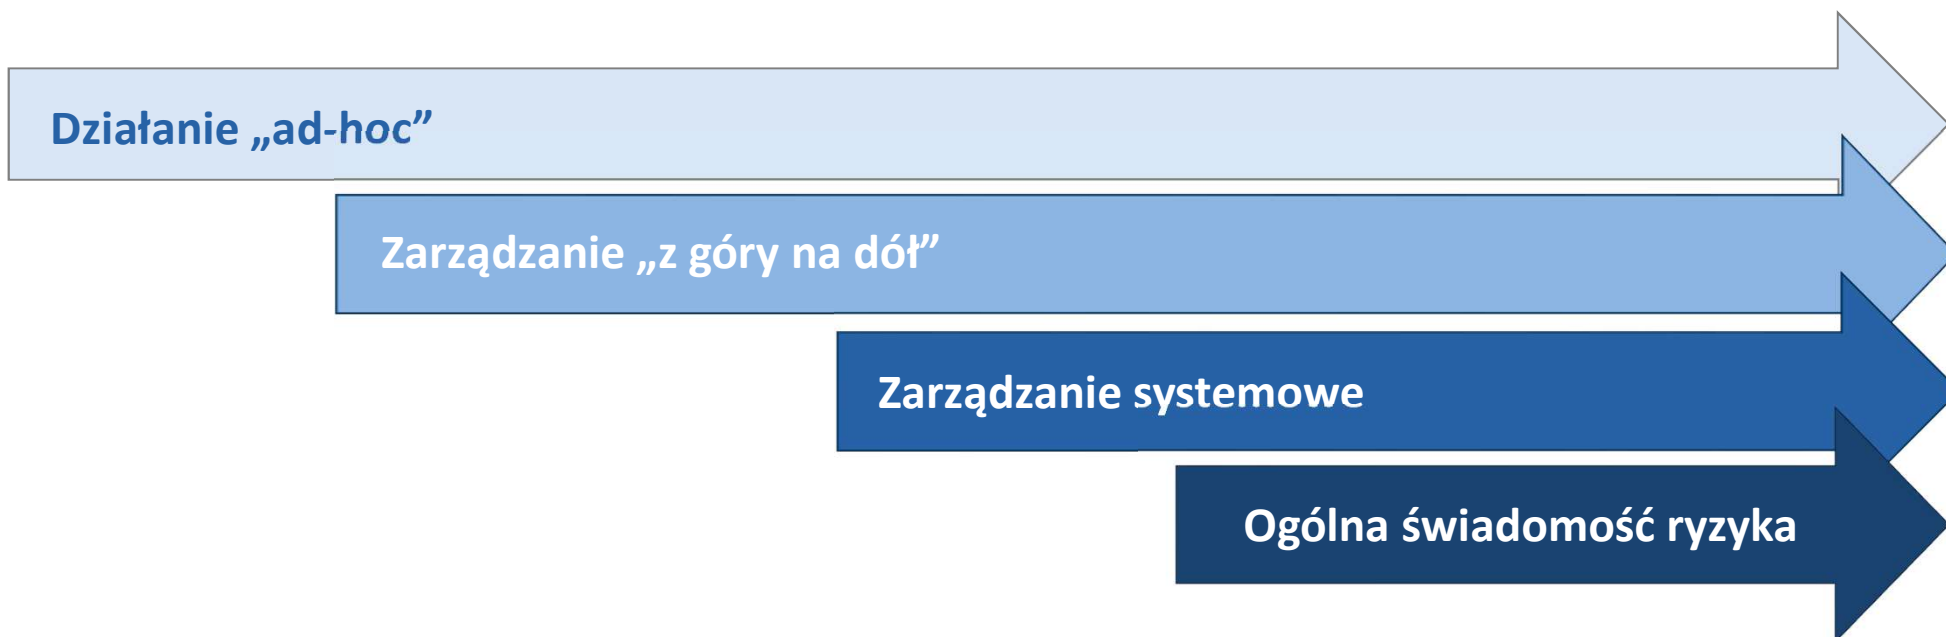 Działanie „ad-hoc”
Zarządzanie „z góry na dół”
Zarządzanie systemowe
Ogólna świadomość ryzyka